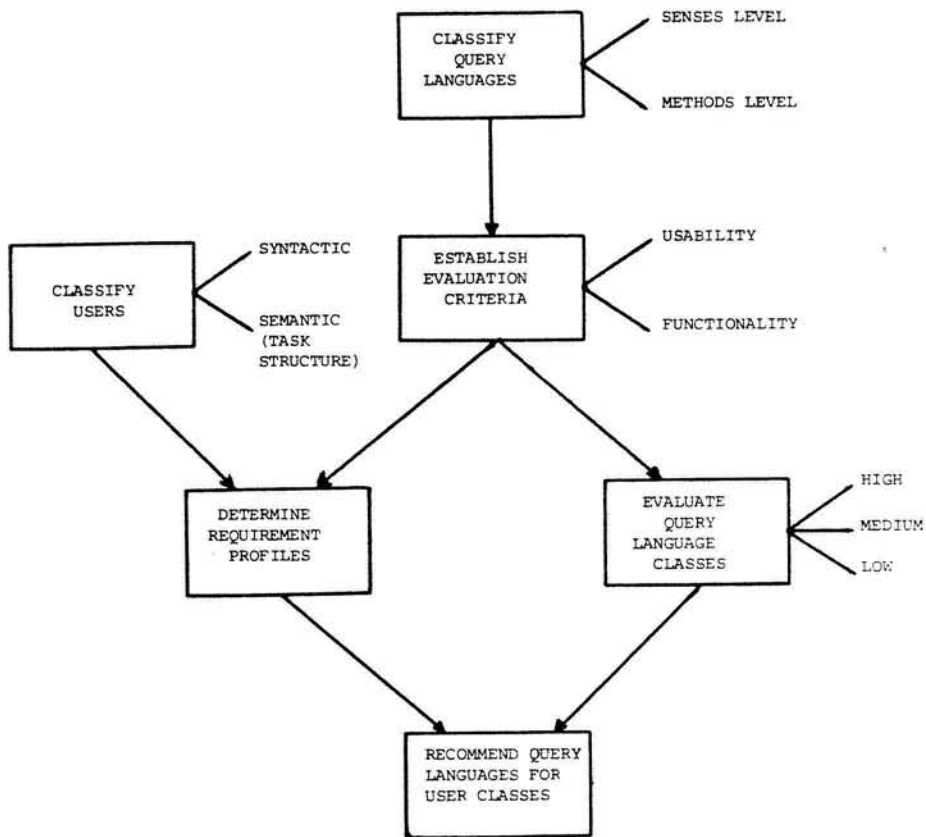 CLASSIFY
QUERY
LANGUAGES
SENSES LEVEL
METHODS LEVEL
CLASSIFY
USERS
SYNTACTIC
SEMANTIC
(TASK
STRUCTURE)
ESTABLISH
EVALUATION
CRITERIA
USABILITY
FUNCTIONALITY
DETERMINE
REQUIREMENT
PROFILES
EVALUATE
QUERY
LANGUAGE
CLASSES
HIGH
MEDIUM
LOW
RECOMMEND QUERY
LANGUAGES FOR
USER CLASSES